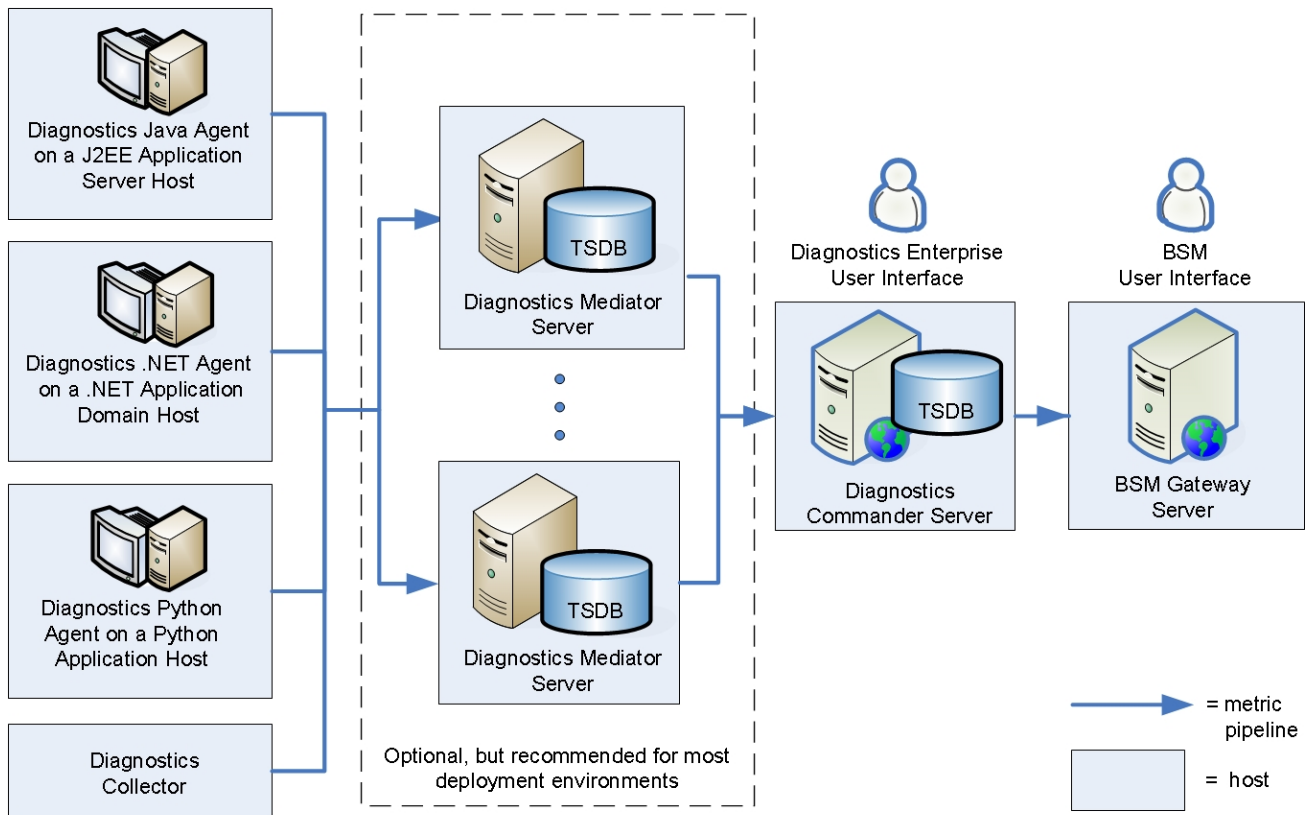 Diagnostics Java Agent
on a J2EE Application
Server Host
Diagnostics .NET Agent
on a .NET Application
Domain Host
Diagnostics Python
Agent on a Python
Application Host
Diagnostics
Collector
TSDB
Diagnostics Mediator
Server
TSDB
Diagnostics Mediator
Server
Optional, but recommended for most
deployment environments
Diagnostics Enterprise
User Interface
TSDB
Diagnostics
Commander Server
BSM
User Interface
BSM Gateway
Server
= metric
pipeline
= host